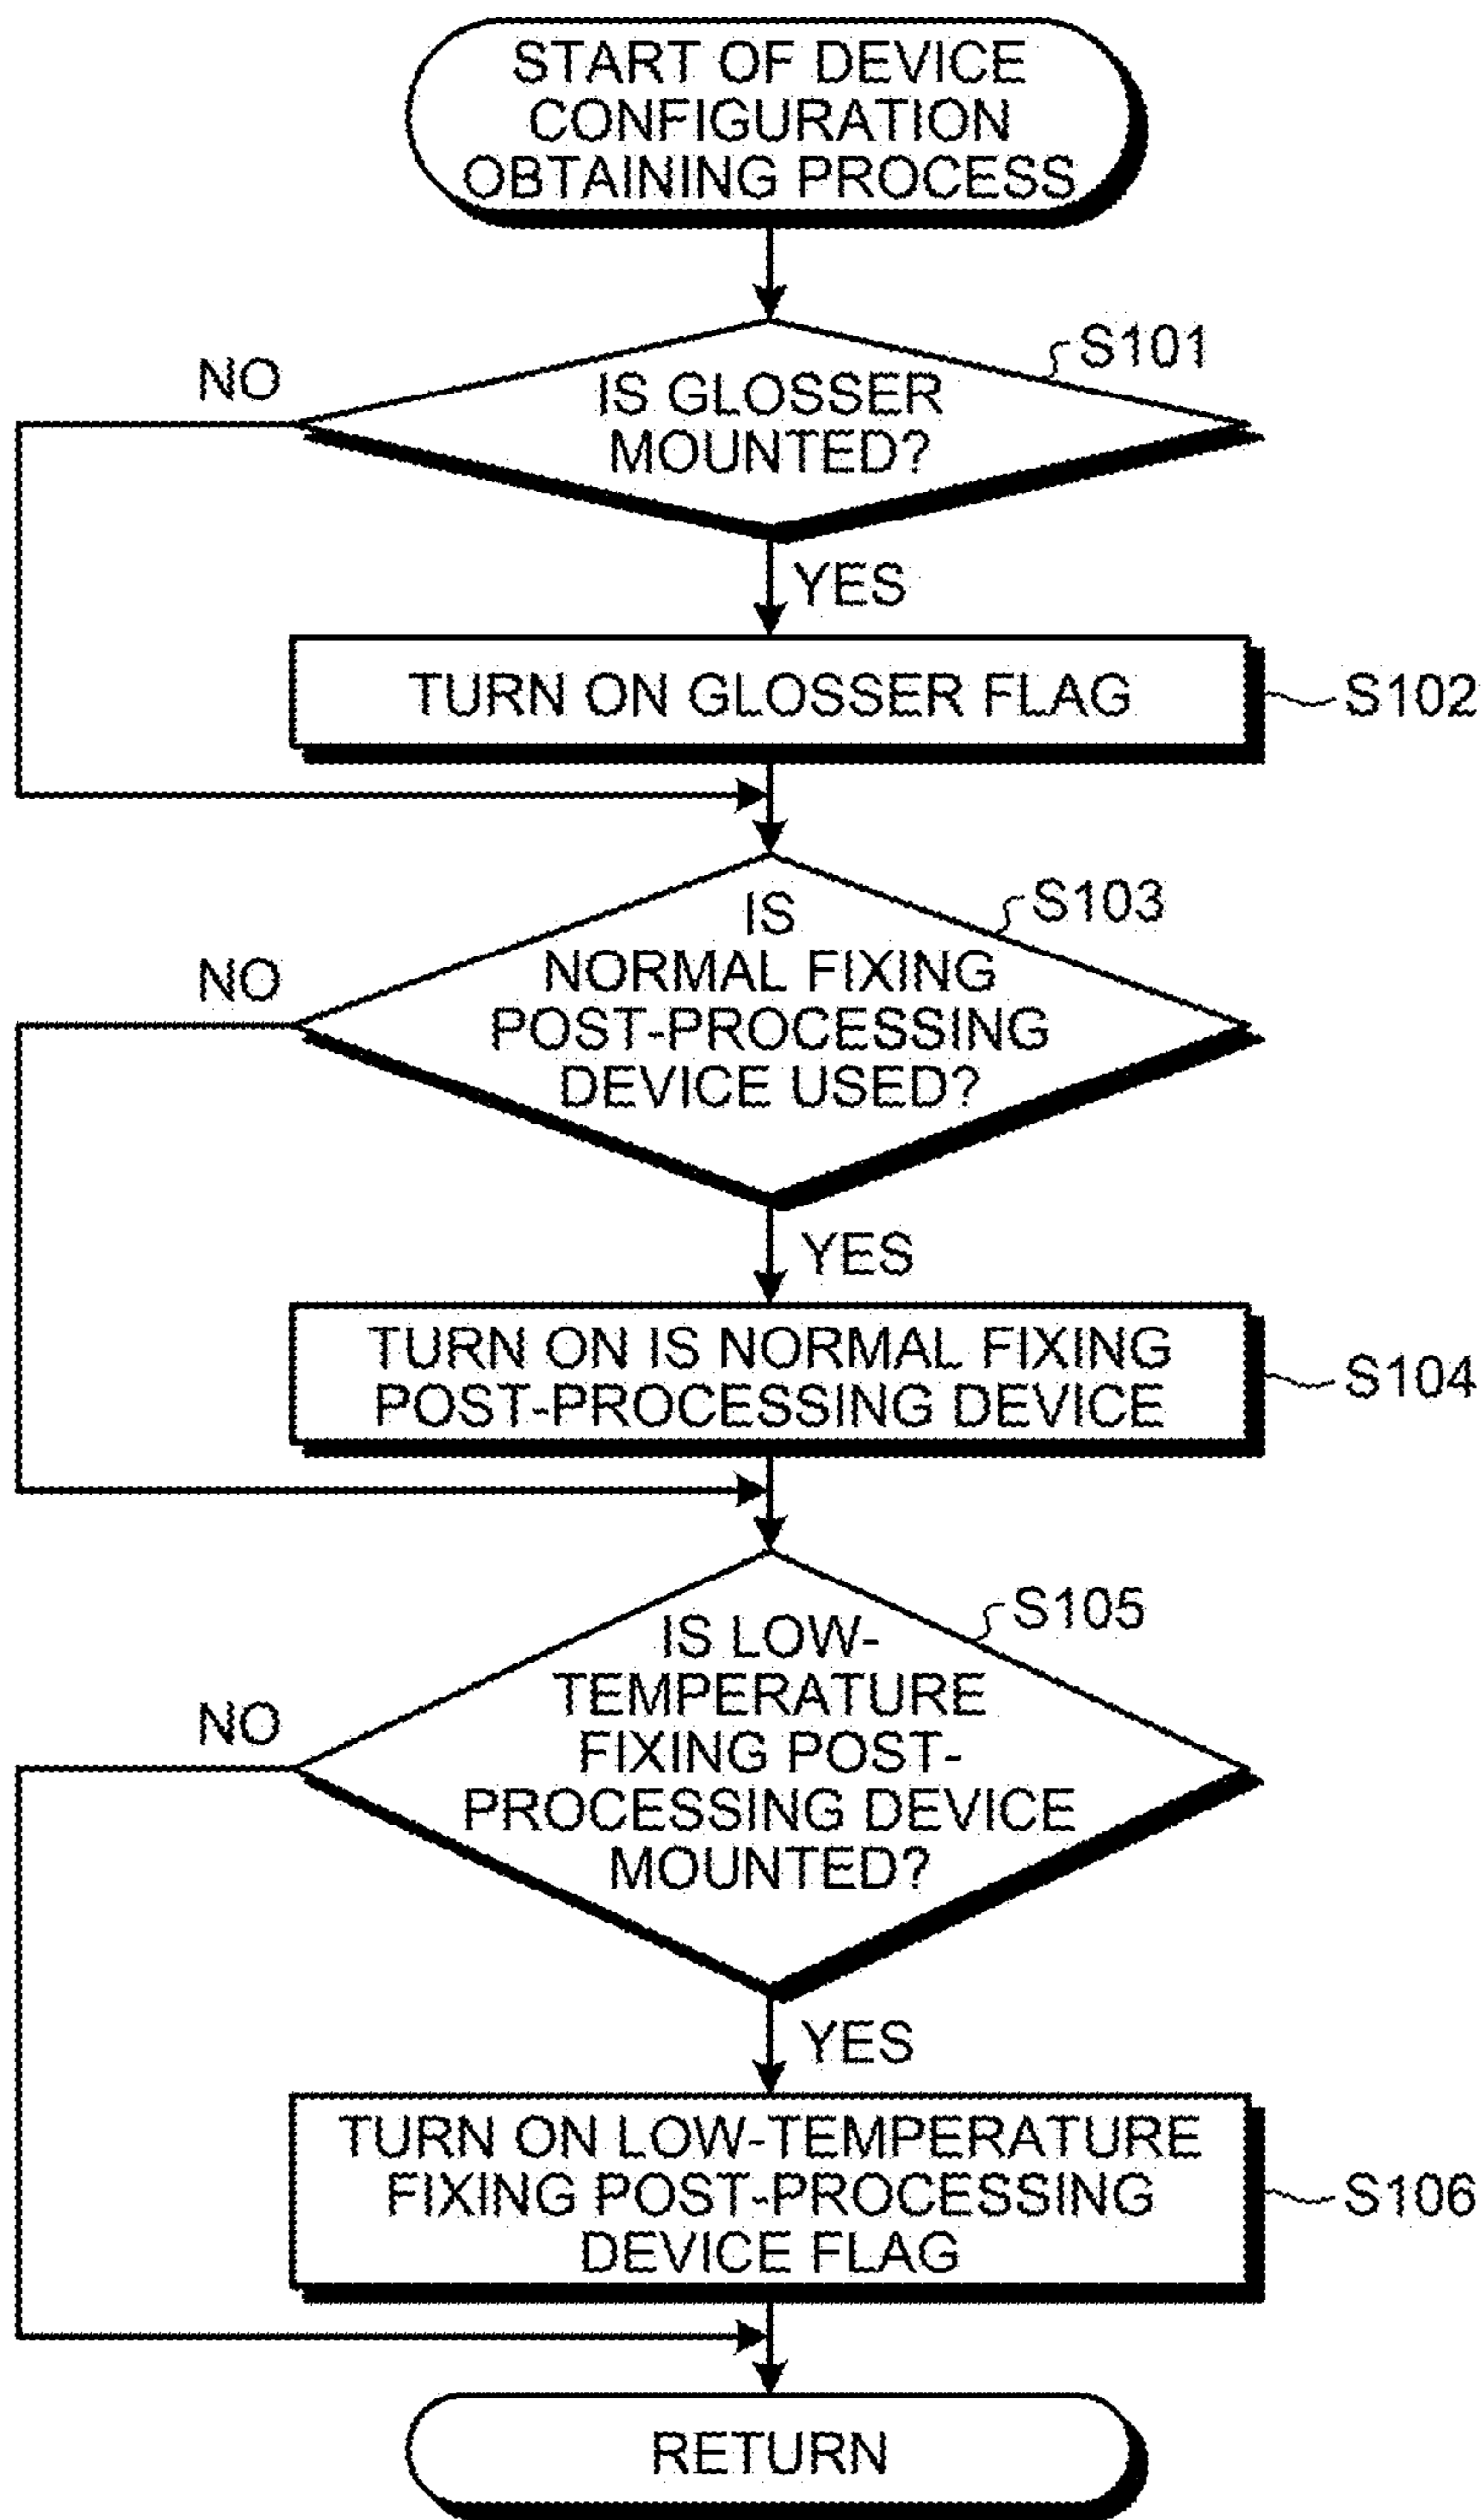 START OF DEVICE
CONFIGURATION
OBTAINING PROCESS
S101
NO
IS GLOSSER
MOUNTED?
YES
TURN ON GLOSSER FLAG
S102
S103
IS
NO
NORMAL FIXING
POST-PROCESSING
DEVICE USED?
YES
TURN ON IS NORMAL FIXING
POST-PROCESSING DEVICE
S104
S105
IS LOW-
TEMPERATURE
NO
FIXING POST-
PROCESSING DEVICE
MOUNTED?
YES
TURN ON LOW-TEMPERATURE
FIXING POST-PROCESSING
DEVICE FLAG
S106
RETURN